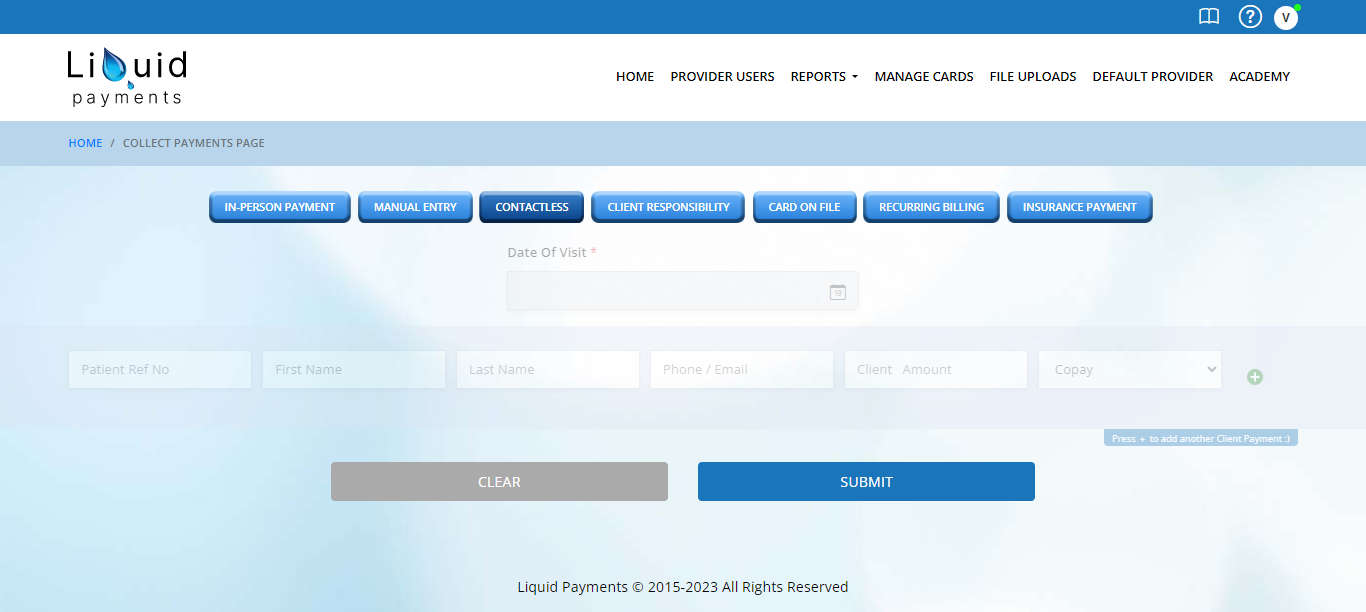 V
Liquid
payments
HOME PROVIDER USERS REPORTS MANAGE CARDS FILE UPLOADS DEFAULT PROVIDER ACADEMY
HOME / COLLECT PAYMENTS PAGE
IN-PERSON PAYMENT MANUAL ENTRY CONTACTLESS CLIENT RESPONSIBILITY CARD ON FILE RECURRING BILLING INSURANCE PAYMENT
Date Of Visit *
Patient Ref No First Name Last Name Phone / Email Client Amount Copay
Press + to add another Client Payment :)
CLEAR SUBMIT
Liquid Payments © 2015-2023 All Rights Reserved